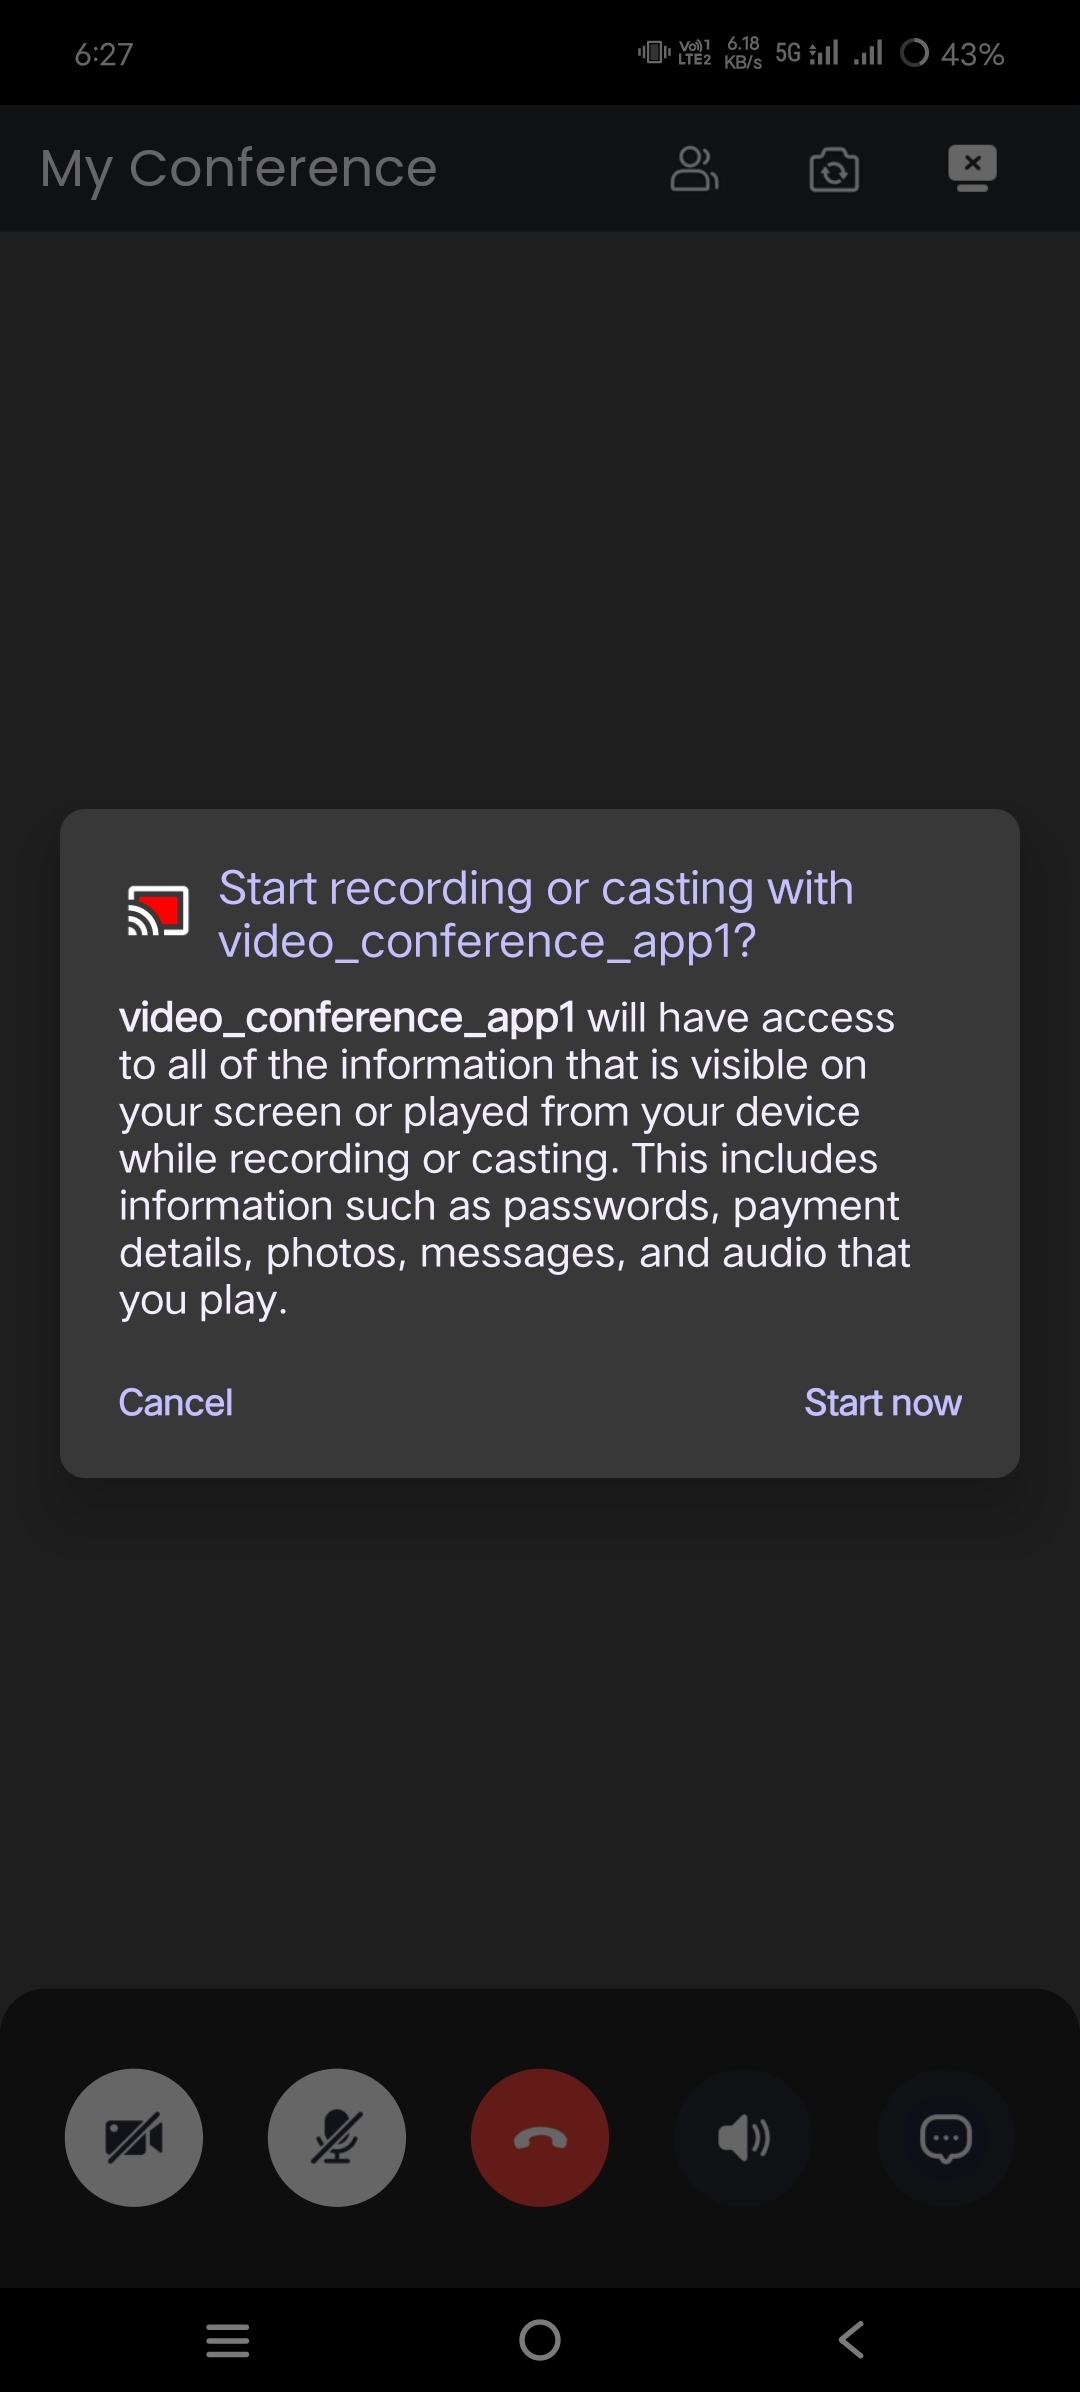 6:27
Vo)) 1
LTE2
6.18
KB/s
5G
43%
My Conference
Start recording or casting with
video_conference_app1?
video_conference_app1 will have access
to all of the information that is visible on
your screen or played from your device
while recording or casting. This includes
information such as passwords, payment
details, photos, messages, and audio that
you play.
Cancel
Start now